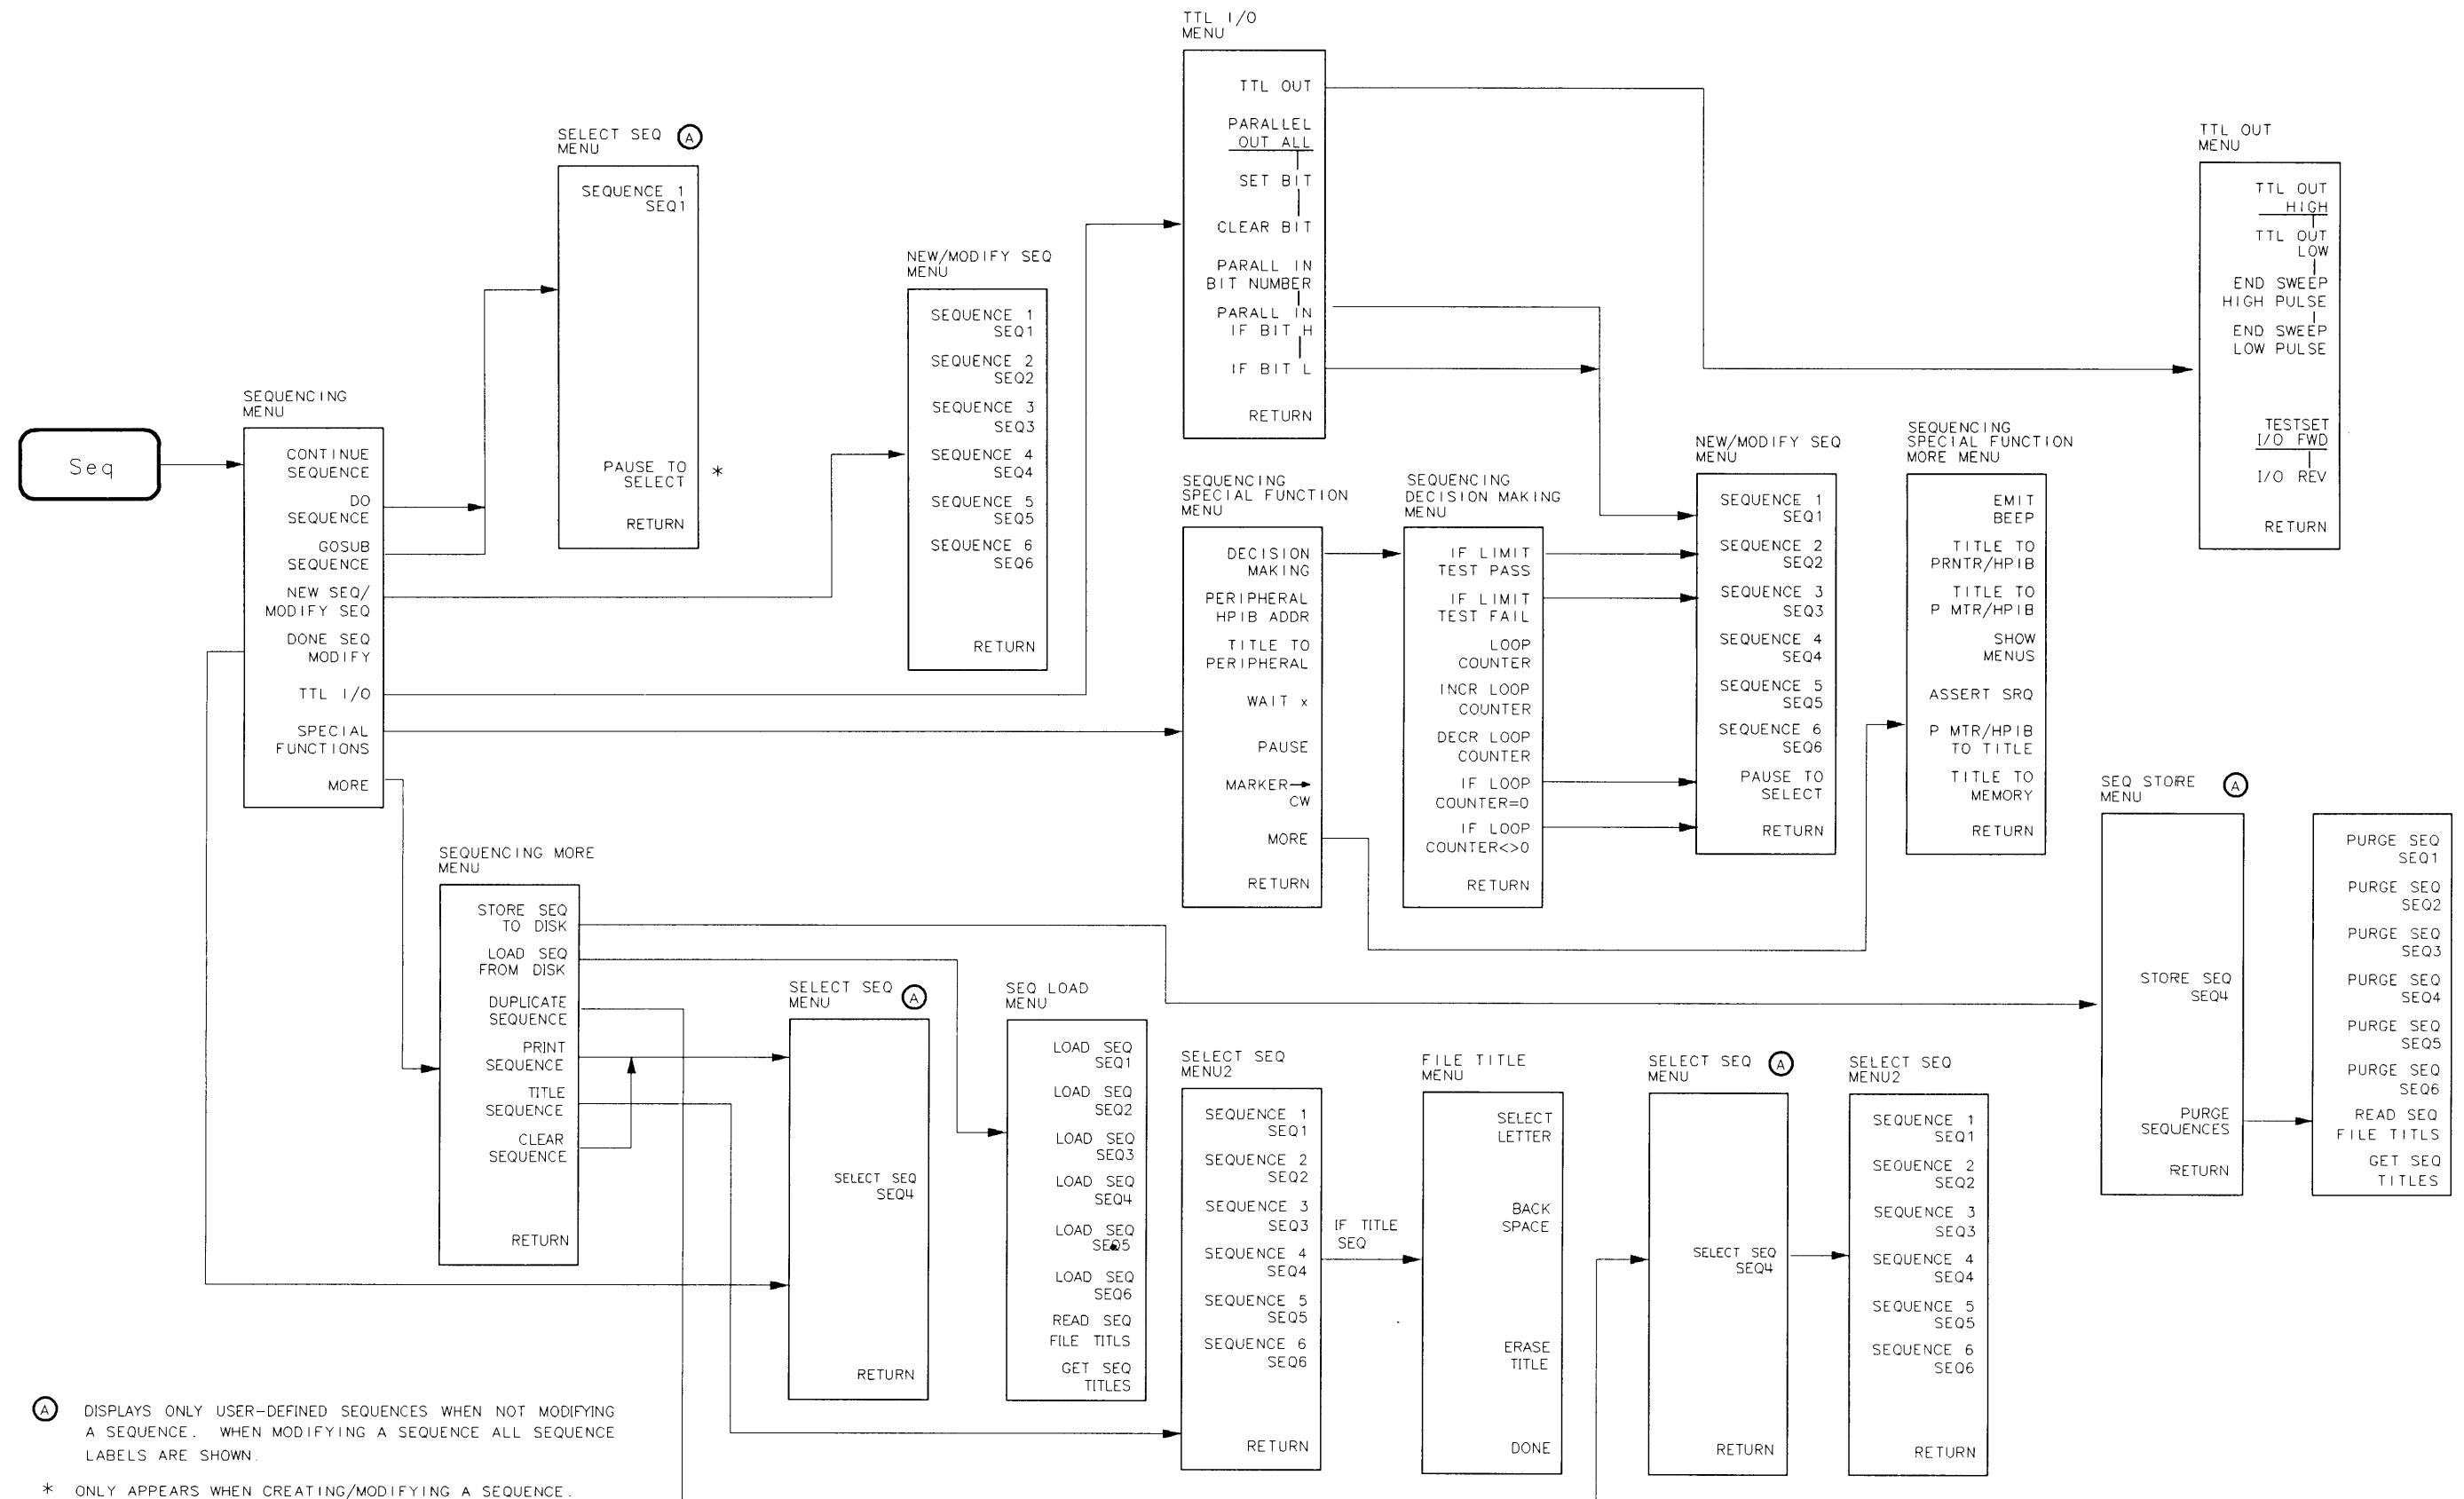 Seq
SEQUENCING
MENU
CONTINUE
SEQUENCE
DO
SEQUENCE
GOSUB
SEQUENCE
NEW SEQ/
MODIFY SEQ
DONE SEQ
MODIFY
TTL I/O
SPECIAL
FUNCTIONS
MORE
SELECT SEQ A
MENU
SEQUENCE 1
SEQ1
PAUSE TO
SELECT *
RETURN
NEW/MODIFY SEQ
MENU
SEQUENCE 1
SEQ1
SEQUENCE 2
SEQ2
SEQUENCE 3
SEQ3
SEQUENCE 4
SEQ4
SEQUENCE 5
SEQ5
SEQUENCE 6
SEQ6
RETURN
TTL I/O
MENU
TTL OUT
PARALLEL
OUT ALL
SET BIT
CLEAR BIT
PARALL IN
BIT NUMBER
PARALL IN
IF BIT H
IF BIT L
RETURN
TTL OUT
MENU
TTL OUT
HIGH
TTL OUT
LOW
END SWEEP
HIGH PULSE
END SWEEP
LOW PULSE
TESTSET
I/O FWD
I/O REV
RETURN
SEQUENCING
SPECIAL FUNCTION
MENU
DECISION
MAKING
PERIPHERAL
HPIB ADDR
TITLE TO
PERIPHERAL
WAIT x
PAUSE
MARKER→
CW
MORE
RETURN
SEQUENCING
DECISION MAKING
MENU
IF LIMIT
TEST PASS
IF LIMIT
TEST FAIL
LOOP
COUNTER
INCR LOOP
COUNTER
DECR LOOP
COUNTER
IF LOOP
COUNTER=0
IF LOOP
COUNTER<>0
RETURN
NEW/MODIFY SEQ
MENU
SEQUENCE 1
SEQ1
SEQUENCE 2
SEQ2
SEQUENCE 3
SEQ3
SEQUENCE 4
SEQ4
SEQUENCE 5
SEQ5
SEQUENCE 6
SEQ6
PAUSE TO
SELECT
RETURN
SEQUENCING
SPECIAL FUNCTION
MORE MENU
EMIT
BEEP
TITLE TO
PRNTR/HPIB
TITLE TO
P MTR/HPIB
SHOW
MENUS
ASSERT SRQ
P MTR/HPIB
TO TITLE
TITLE TO
MEMORY
RETURN
SEQUENCING MORE
MENU
STORE SEQ
TO DISK
LOAD SEQ
FROM DISK
DUPLICATE
SEQUENCE
PRINT
SEQUENCE
TITLE
SEQUENCE
CLEAR
SEQUENCE
RETURN
SELECT SEQ A
MENU
SELECT SEQ
SEQ4
RETURN
SEQ LOAD
MENU
LOAD SEQ
SEQ1
LOAD SEQ
SEQ2
LOAD SEQ
SEQ3
LOAD SEQ
SEQ4
LOAD SEQ
SEQ5
LOAD SEQ
SEQ6
READ SEQ
FILE TITLS
GET SEQ
TITLES
SELECT SEQ
MENU2
SEQUENCE 1
SEQ1
SEQUENCE 2
SEQ2
SEQUENCE 3
SEQ3
SEQUENCE 4
SEQ4
SEQUENCE 5
SEQ5
SEQUENCE 6
SEQ6
RETURN
IF TITLE
SEQ
FILE TITLE
MENU
SELECT
LETTER
BACK
SPACE
ERASE
TITLE
DONE
SELECT SEQ A
MENU
SELECT SEQ
SEQ4
RETURN
SELECT SEQ
MENU2
SEQUENCE 1
SEQ1
SEQUENCE 2
SEQ2
SEQUENCE 3
SEQ3
SEQUENCE 4
SEQ4
SEQUENCE 5
SEQ5
SEQUENCE 6
SEQ6
RETURN
SEQ STORE A
MENU
STORE SEQ
SEQ4
PURGE
SEQUENCES
RETURN
PURGE SEQ
SEQ1
PURGE SEQ
SEQ2
PURGE SEQ
SEQ3
PURGE SEQ
SEQ4
PURGE SEQ
SEQ5
PURGE SEQ
SEQ6
READ SEQ
FILE TITLS
GET SEQ
TITLES
A DISPLAYS ONLY USER-DEFINED SEQUENCES WHEN NOT MODIFYING
A SEQUENCE. WHEN MODIFYING A SEQUENCE ALL SEQUENCE
LABELS ARE SHOWN.
* ONLY APPEARS WHEN CREATING/MODIFYING A SEQUENCE.